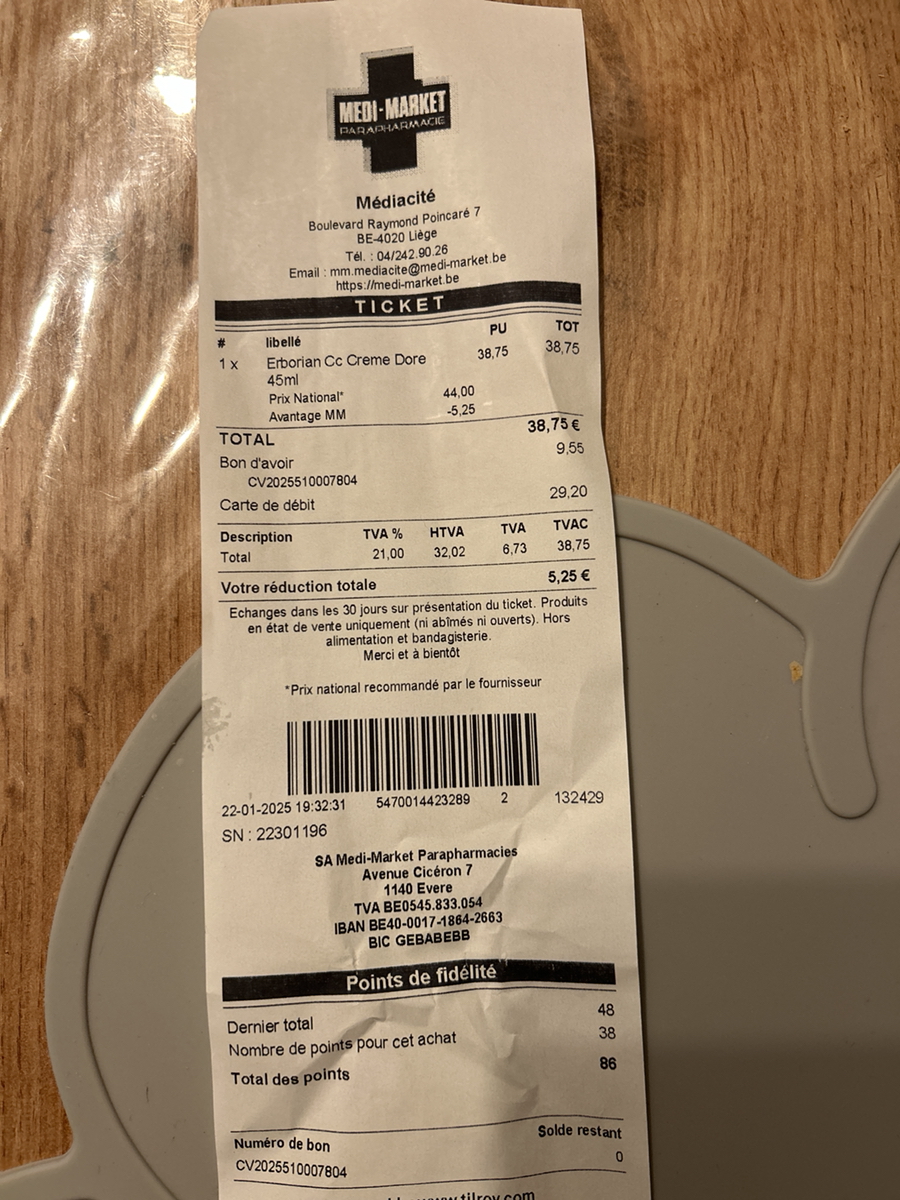 MEDI-MARKET
PARAPHARMACIE
Médiacité
Boulevard Raymond Poincaré 7
BE-4020 Liège
Tél. : 04/242.90.26
Email : mm.mediacite@medi-market.be
https://medi-market.be
TICKET
# libellé PU TOT
1 x Erborian Cc Creme Dore 38,75 38,75
45ml
Prix National* 44,00
Avantage MM -5,25
TOTAL 38,75 €
Bon d'avoir 9,55
CV2025510007804
Carte de débit 29,20
Description TVA % HTVA TVA TVAC
Total 21,00 32,02 6,73 38,75
Votre réduction totale 5,25 €
Echanges dans les 30 jours sur présentation du ticket. Produits
en état de vente uniquement (ni abîmés ni ouverts). Hors
alimentation et bandagisterie.
Merci et à bientôt
*Prix national recommandé par le fournisseur
22-01-2025 19:32:31 5470014423289 2 132429
SN : 22301196
SA Medi-Market Parapharmacies
Avenue Cicéron 7
1140 Evere
TVA BE0545.833.054
IBAN BE40-0017-1864-2663
BIC GEBABEBB
Points de fidélité
Dernier total 48
Nombre de points pour cet achat 38
Total des points 86
Numéro de bon Solde restant
CV2025510007804 0
www.tilroy.com